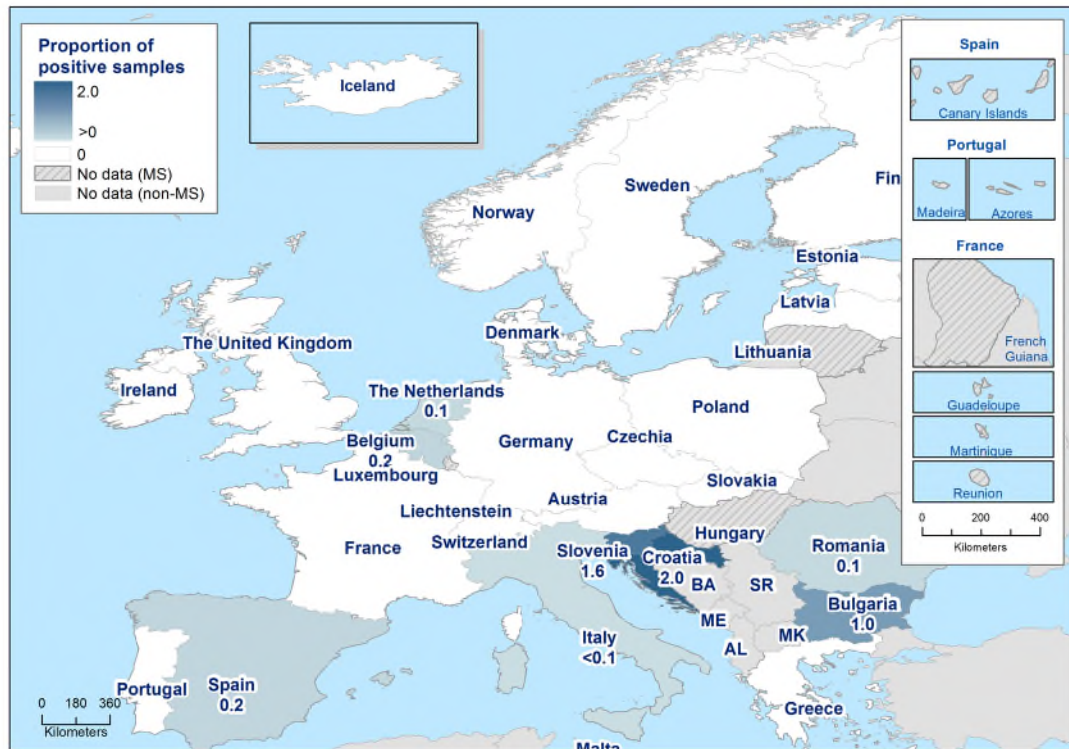 Proportion of
positive samples
2.0
>0
0
No data (MS)
No data (non-MS)
Iceland
Spain
Canary Islands
Portugal
Madeira
Azores
France
French
Guiana
Guadeloupe
Martinique
Reunion
0 200 400
Kilometers
Norway
Sweden
Fin
Estonia
Latvia
Lithuania
Denmark
The United Kingdom
Ireland
The Netherlands
0.1
Belgium
0.2
Luxembourg
Germany
Poland
Czechia
Slovakia
Austria
Liechtenstein
Switzerland
France
Hungary
Slovenia
1.6
Croatia
2.0
Romania
0.1
BA
SR
Bulgaria
1.0
ME
MK
AL
Italy
<0.1
Greece
Portugal
Spain
0.2
Malta
0 180 360
Kilometers